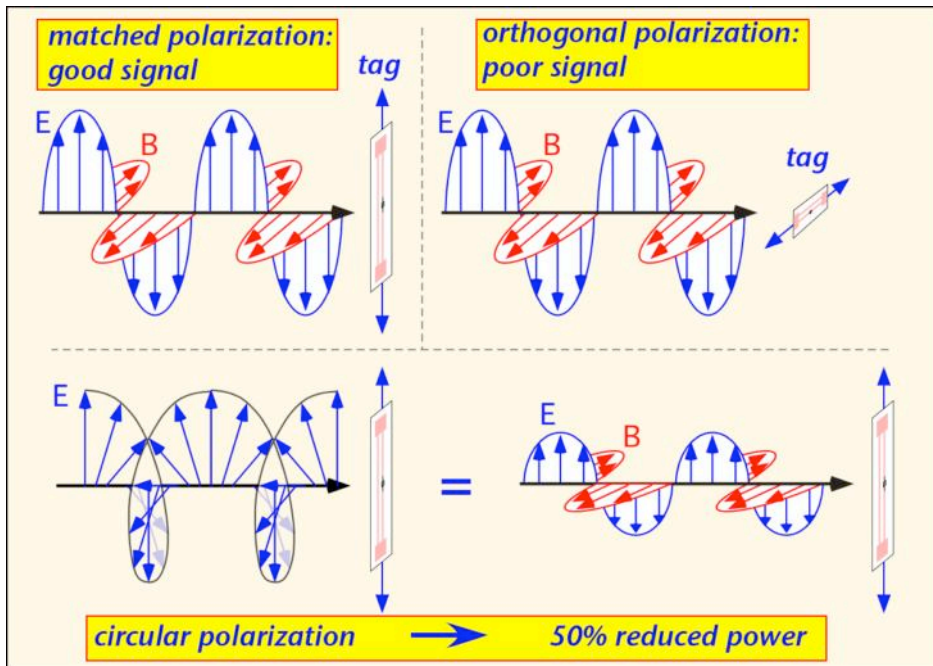 matched polarization:
good signal
tag
E
B
orthogonal polarization:
poor signal
tag
E
B
E
=
E
B
circular polarization → 50% reduced power